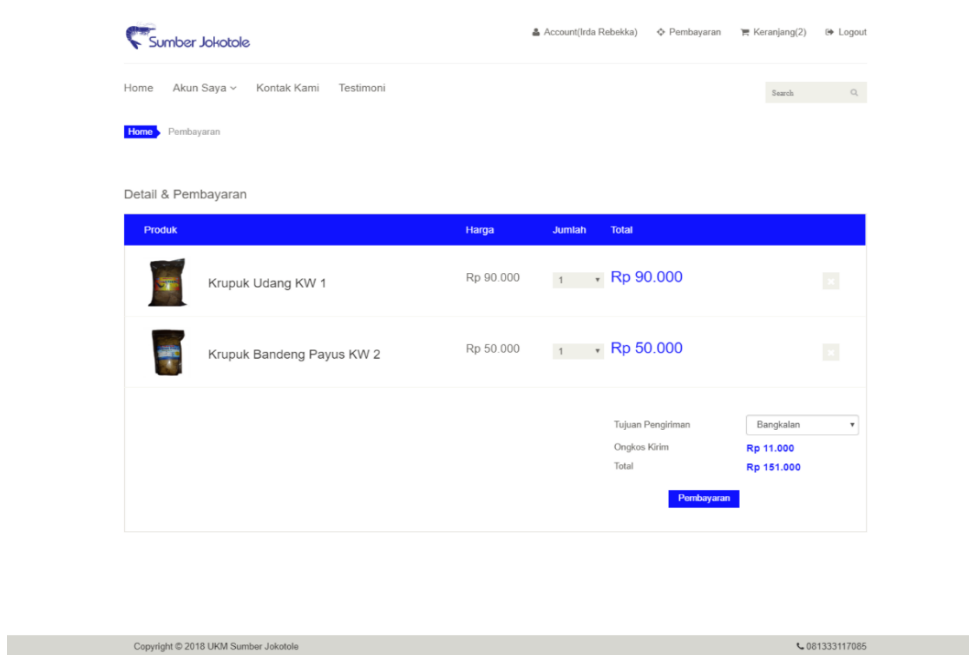 Sumber Jokotole
Account(Irda Rebekka) Pembayaran Keranjang(2) Logout
Home Akun Saya Kontak Kami Testimoni
Search
Home Pembayaran
Detail & Pembayaran
Produk Harga Jumlah Total
Krupuk Udang KW 1 Rp 90.000 1 Rp 90.000
Krupuk Bandeng Payus KW 2 Rp 50.000 1 Rp 50.000
Tujuan Pengiriman Bangkalan
Ongkos Kirim Rp 11.000
Total Rp 151.000
Pembayaran
Copyright © 2018 UKM Sumber Jokotole 081333117085